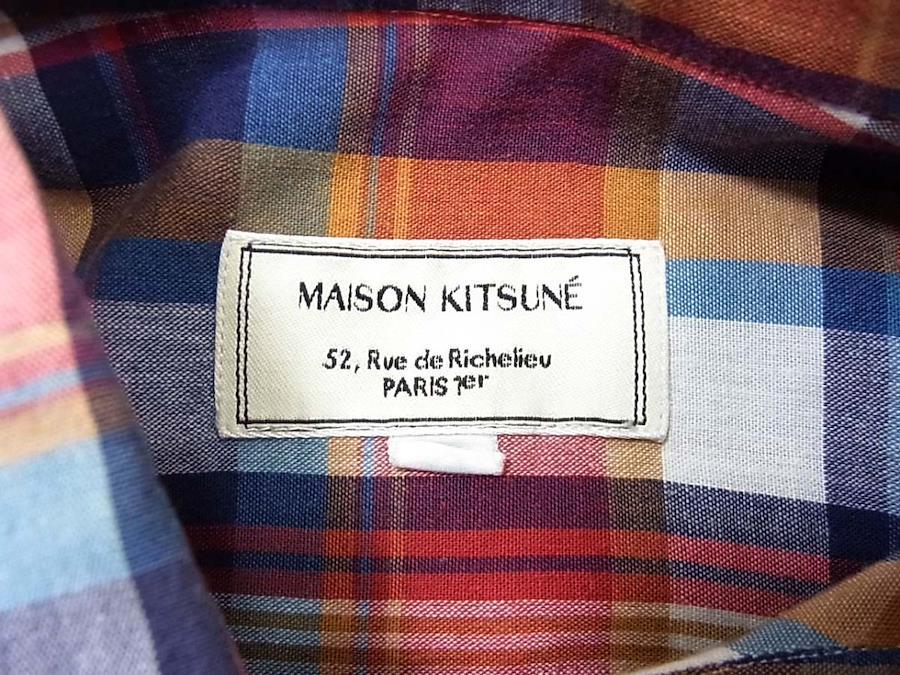 MAISON KITSUNÉ
52, Rue de Richelieu
PARIS 1er